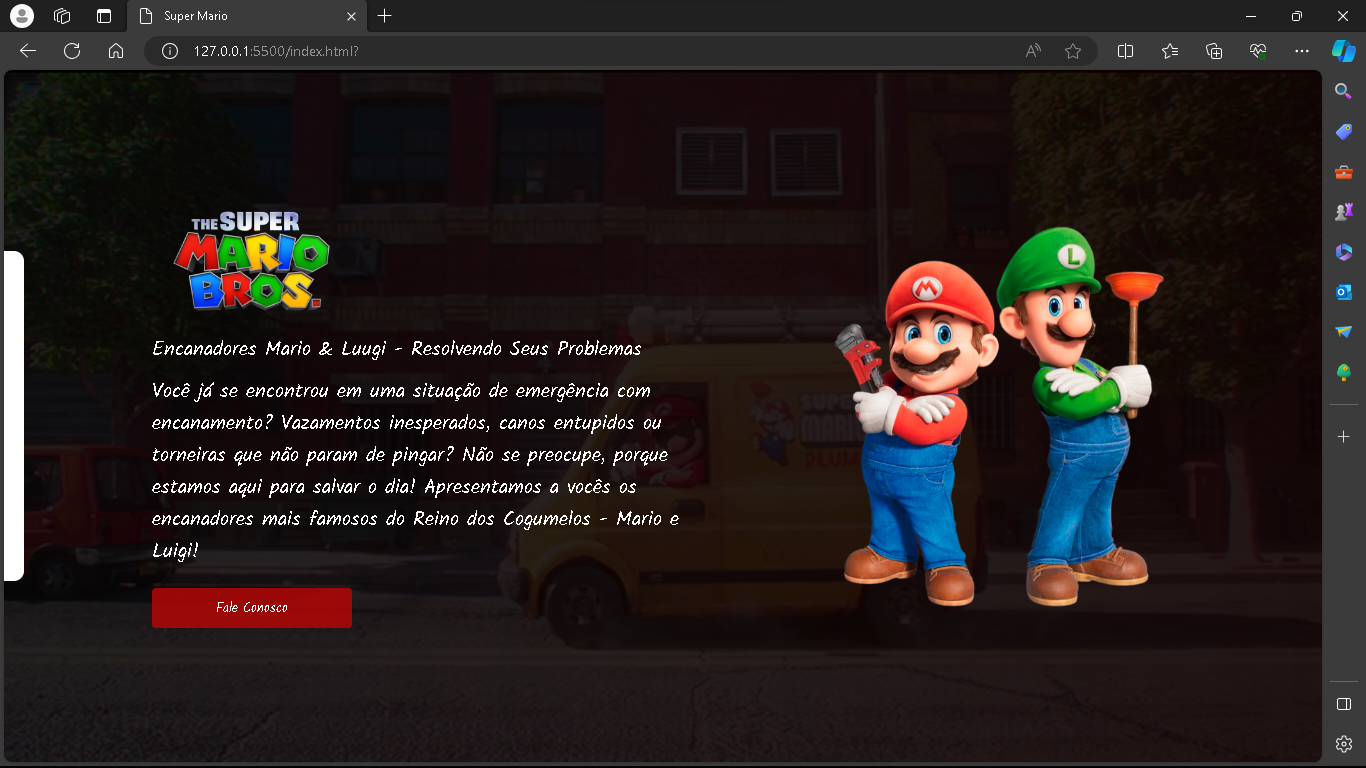 Super Mario
127.0.0.1:5500/index.html?
THE SUPER
MARIO
BROS.
M
L
Encanadores Mario & Luugi - Resolvendo Seus Problemas
Você já se encontrou em uma situação de emergência com
encanamento? Vazamentos inesperados, canos entupidos ou
torneiras que não param de pingar? Não se preocupe, porque
estamos aqui para salvar o dia! Apresentamos a vocês os
encanadores mais famosos do Reino dos Cogumelos - Mario e
Luigi!
Fale Conosco